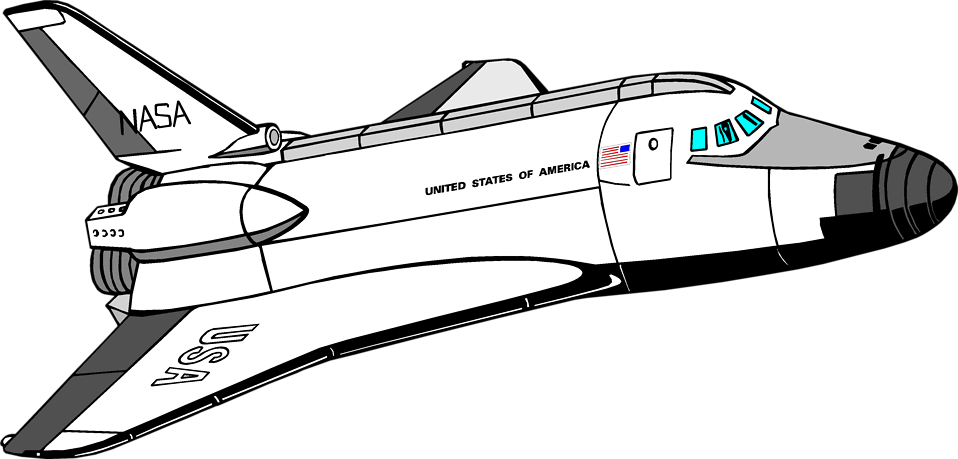 NASA
UNITED STATES OF AMERICA
USA